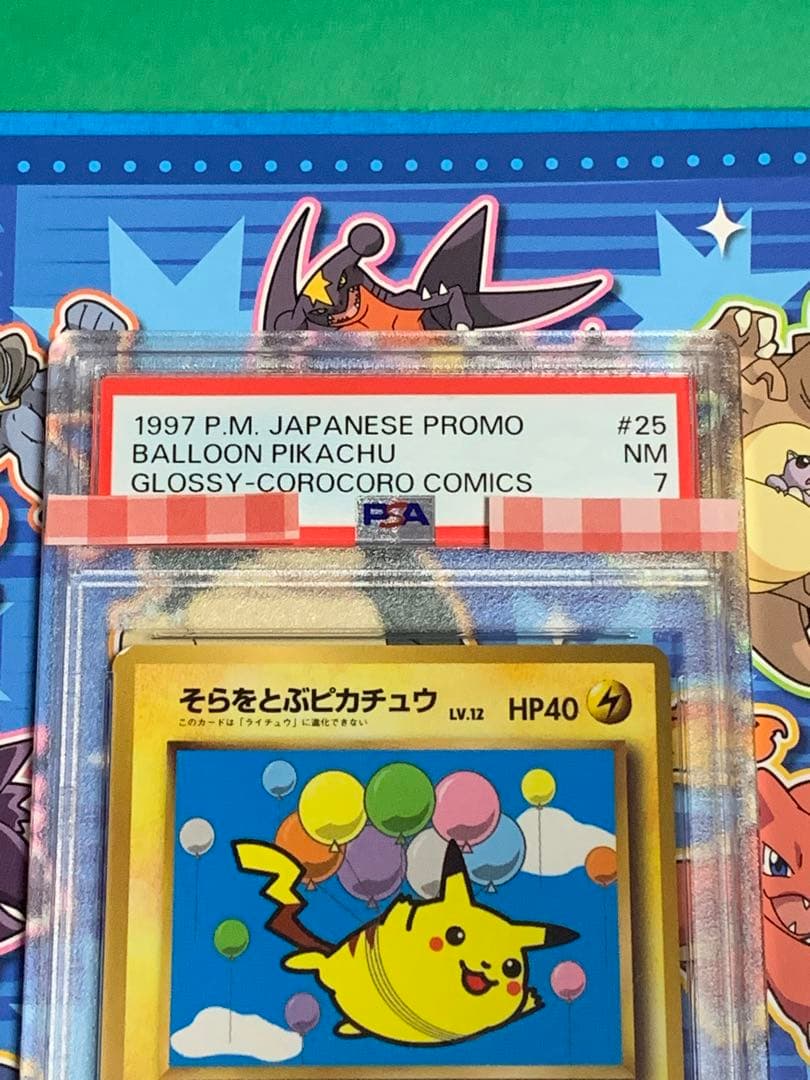 1997 P.M. JAPANESE PROMO #25
BALLOON PIKACHU NM
GLOSSY-COROCORO COMICS 7
PSA
そらをとぶピカチュウ LV.12 HP40
このカードは「ライチュウ」に進化できない